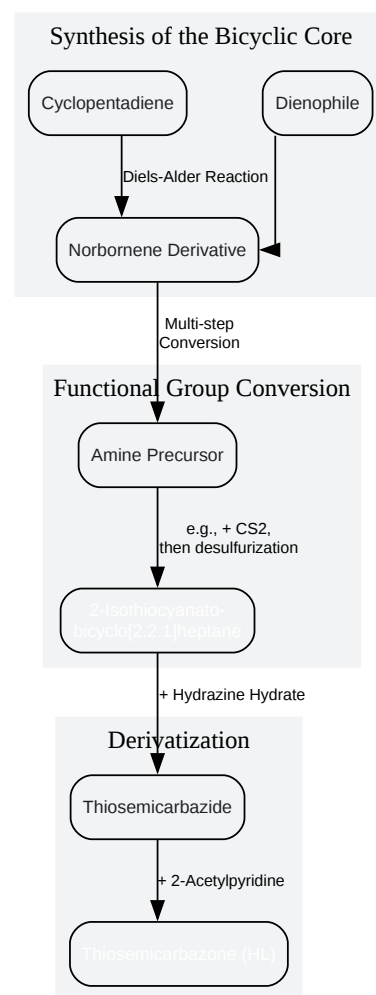 Synthesis of the Bicyclic Core
Cyclopentadiene
Dienophile
Diels-Alder Reaction
Norbornene Derivative
Multi-step
Conversion
Functional Group Conversion
Amine Precursor
e.g., + CS2,
then desulfurization
2-Isothiocyanato-
bicyclo[2.2.1]heptane
+ Hydrazine Hydrate
Derivatization
Thiosemicarbazide
+ 2-Acetylpyridine
Thiosemicarbazone (HL)